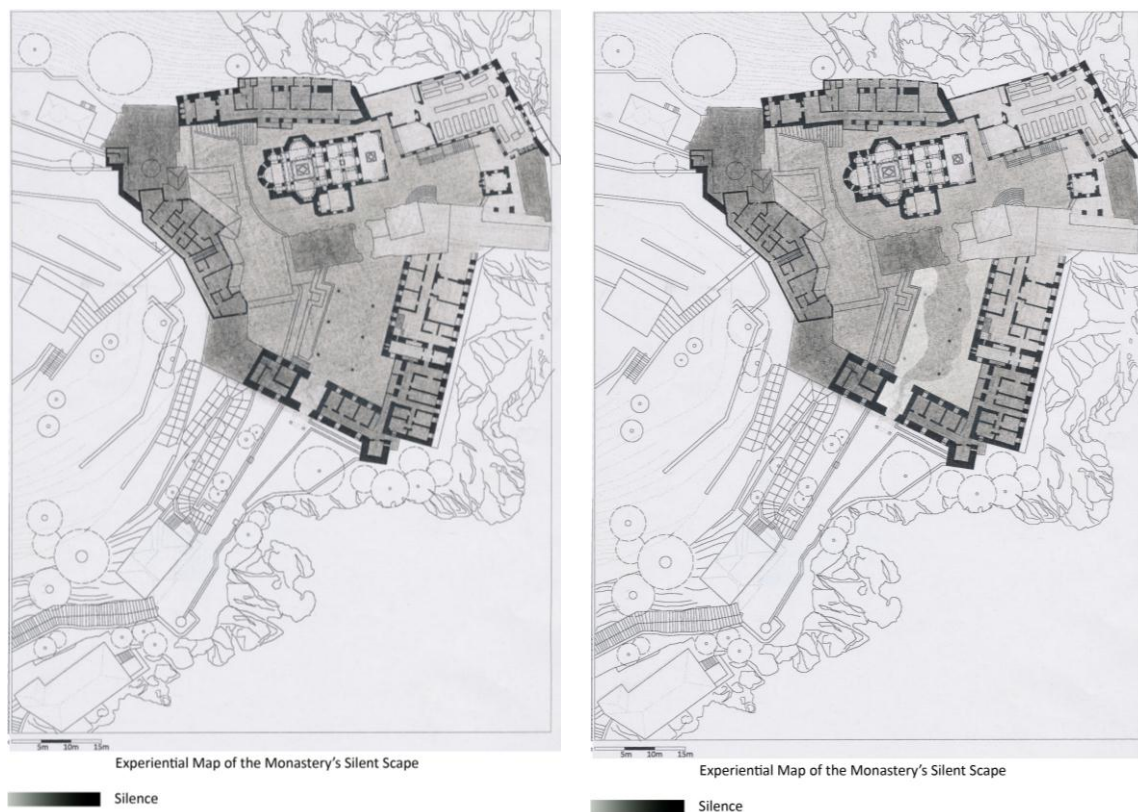 5m 10m 15m
Experiential Map of the Monastery's Silent Scape
Silence
5m 10m 15m
Experiential Map of the Monastery's Silent Scape
Silence